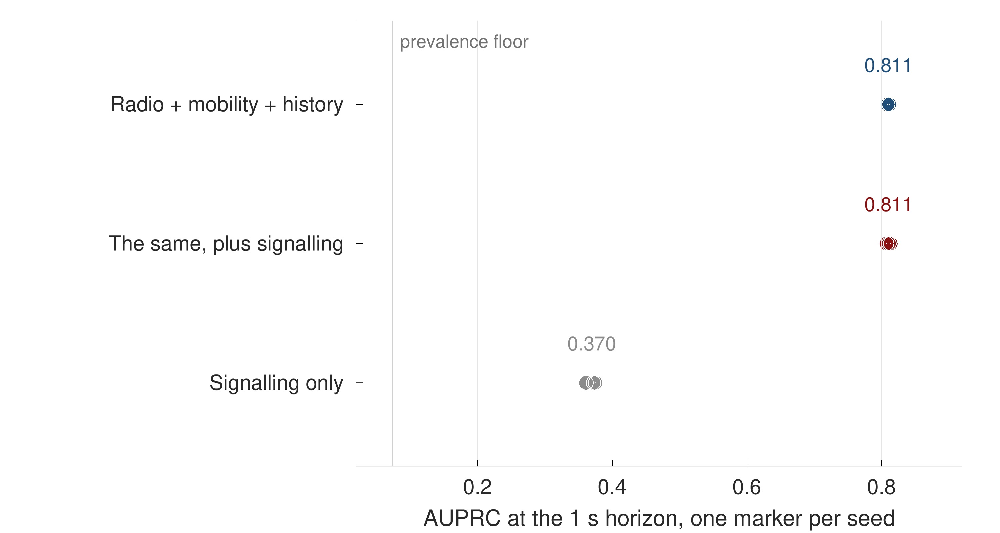 prevalence floor
0.811
Radio + mobility + history
0.811
The same, plus signalling
0.370
Signalling only
0.2 0.4 0.6 0.8
AUPRC at the 1 s horizon, one marker per seed